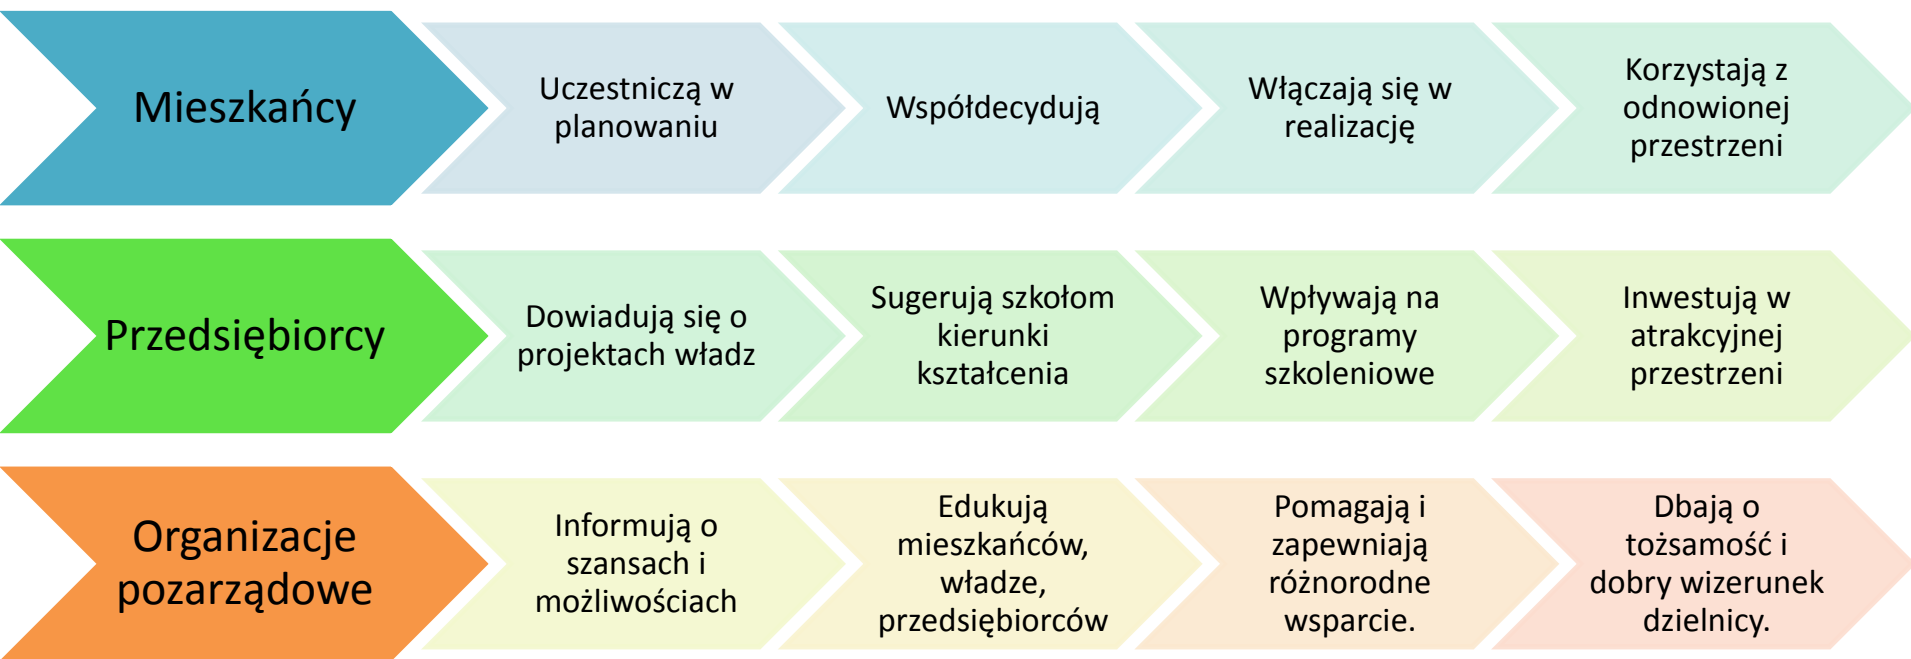 Mieszkańcy
Uczestniczą w
planowaniu
Współdecydują
Włączają się w
realizację
Korzystają z
odnowionej
przestrzeni
Przedsiębiorcy
Dowiadują się o
projektach władz
Sugerują szkołom
kierunki
kształcenia
Wpływają na
programy
szkoleniowe
Inwestują w
atrakcyjnej
przestrzeni
Organizacje
pozarządowe
Informują o
szansach i
możliwościach
Edukują
mieszkańców,
władze,
przedsiębiorców
Pomagają i
zapewniają
różnorodne
wsparcie.
Dbają o
tożsamość i
dobry wizerunek
dzielnicy.